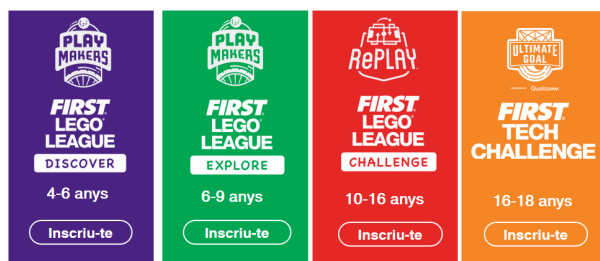 PLAY
MAKERS
FIRST
LEGO
LEAGUE
DISCOVER
4-6 anys
Inscriu-te
PLAY
MAKERS
FIRST
LEGO
LEAGUE
EXPLORE
6-9 anys
Inscriu-te
RePLAY
FIRST
LEGO
LEAGUE
CHALLENGE
10-16 anys
Inscriu-te
ULTIMATE
GOAL
Qualcomm
FIRST
TECH
CHALLENGE
16-18 anys
Inscriu-te